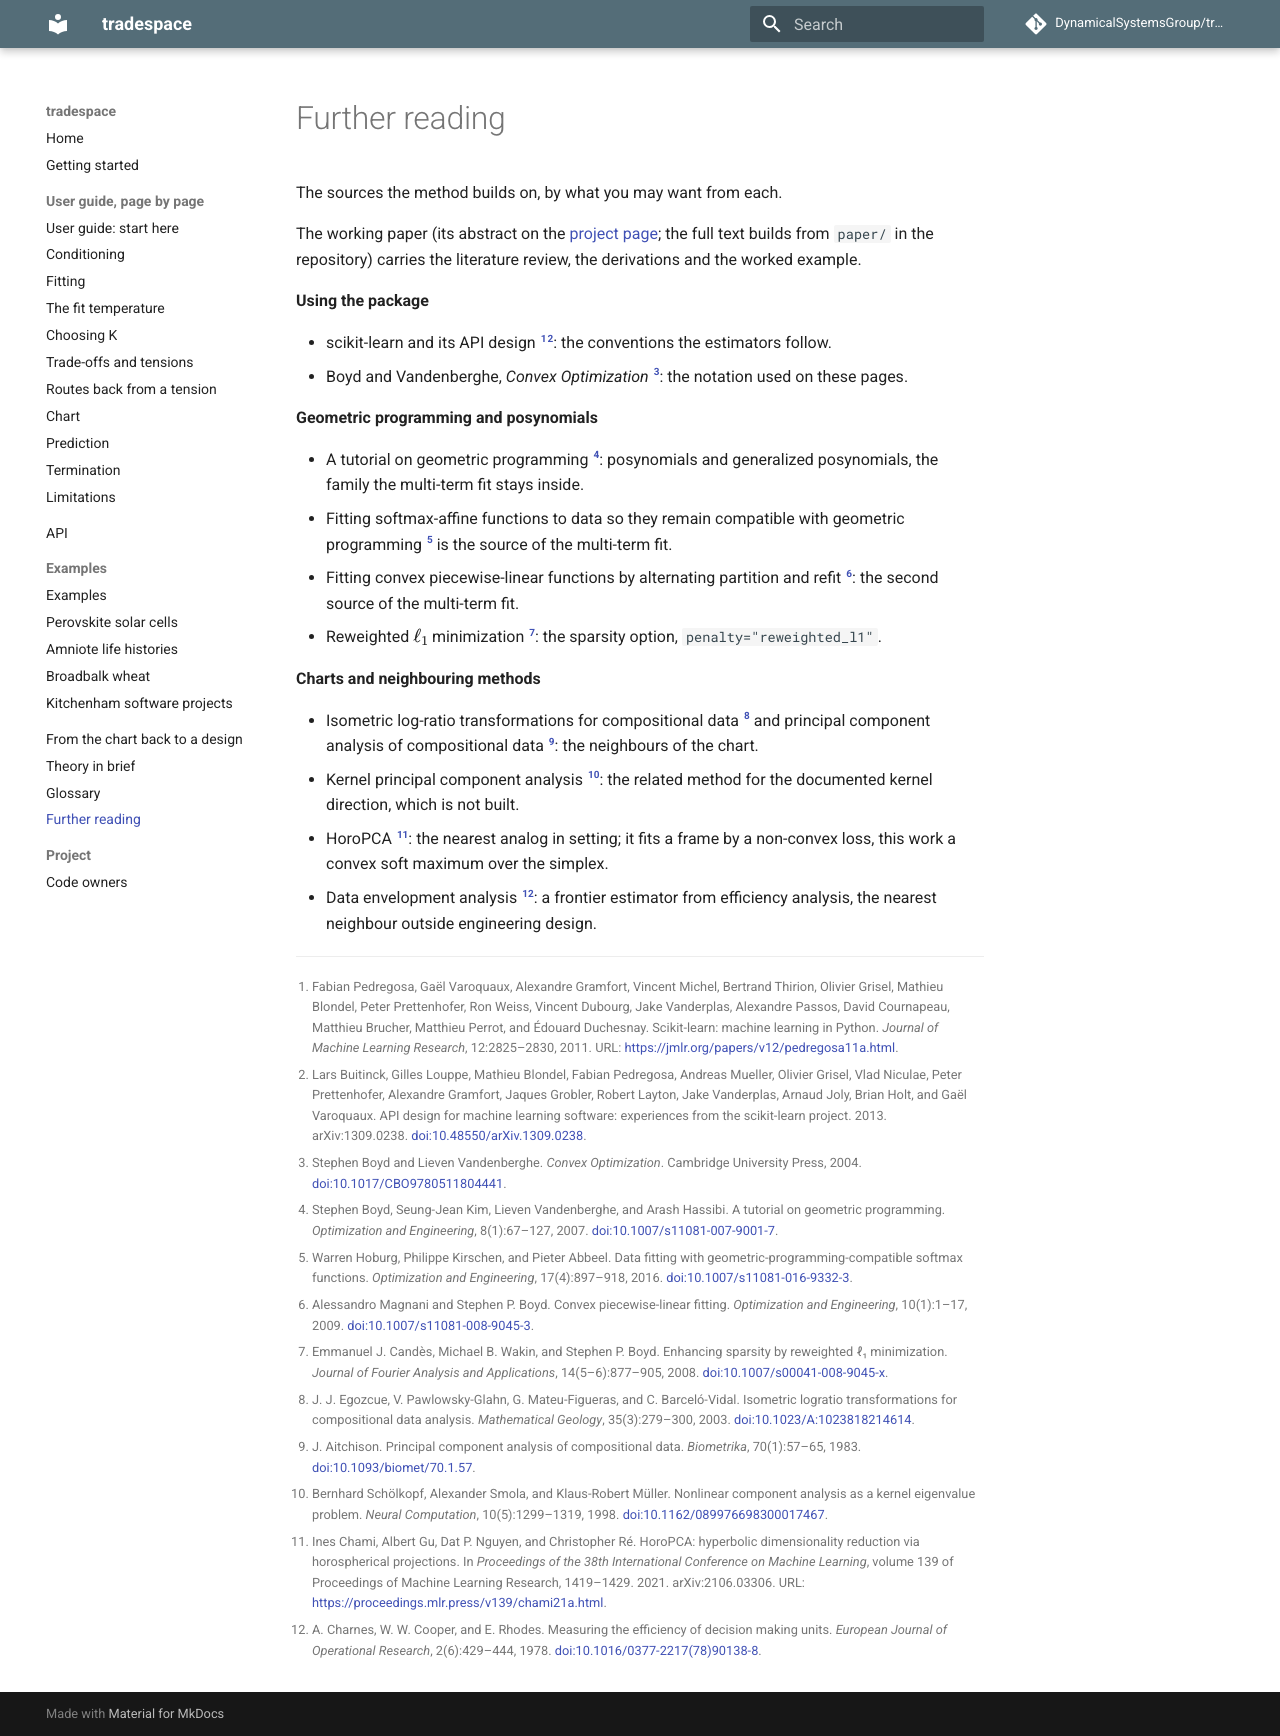 tradespace
Search
DynamicalSystemsGroup/tr...
tradespace
Home
Getting started
User guide, page by page
User guide: start here
Conditioning
Fitting
The fit temperature
Choosing K
Trade-offs and tensions
Routes back from a tension
Chart
Prediction
Termination
Limitations
API
Examples
Examples
Perovskite solar cells
Amniote life histories
Broadbalk wheat
Kitchenham software projects
From the chart back to a design
Theory in brief
Glossary
Further reading
Project
Code owners
Further reading
The sources the method builds on, by what you may want from each.
The working paper (its abstract on the project page; the full text builds from paper/ in the
repository) carries the literature review, the derivations and the worked example.
Using the package
• scikit-learn and its API design 12: the conventions the estimators follow.
• Boyd and Vandenberghe, Convex Optimization 3: the notation used on these pages.
Geometric programming and posynomials
• A tutorial on geometric programming 4: posynomials and generalized posynomials, the
family the multi-term fit stays inside.
• Fitting softmax-affine functions to data so they remain compatible with geometric
programming 5 is the source of the multi-term fit.
• Fitting convex piecewise-linear functions by alternating partition and refit 6: the second
source of the multi-term fit.
• Reweighted ℓ1 minimization 7: the sparsity option, penalty="reweighted_l1".
Charts and neighbouring methods
• Isometric log-ratio transformations for compositional data 8 and principal component
analysis of compositional data 9: the neighbours of the chart.
• Kernel principal component analysis 10: the related method for the documented kernel
direction, which is not built.
• HoroPCA 11: the nearest analog in setting; it fits a frame by a non-convex loss, this work a
convex soft maximum over the simplex.
• Data envelopment analysis 12: a frontier estimator from efficiency analysis, the nearest
neighbour outside engineering design.
1. Fabian Pedregosa, Gaël Varoquaux, Alexandre Gramfort, Vincent Michel, Bertrand Thirion, Olivier Grisel, Mathieu
Blondel, Peter Prettenhofer, Ron Weiss, Vincent Dubourg, Jake Vanderplas, Alexandre Passos, David Cournapeau,
Matthieu Brucher, Matthieu Perrot, and Édouard Duchesnay. Scikit-learn: machine learning in Python. Journal of
Machine Learning Research, 12:2825–2830, 2011. URL: https://jmlr.org/papers/v12/pedregosa11a.html.
2. Lars Buitinck, Gilles Louppe, Mathieu Blondel, Fabian Pedregosa, Andreas Mueller, Olivier Grisel, Vlad Niculae, Peter
Prettenhofer, Alexandre Gramfort, Jaques Grobler, Robert Layton, Jake Vanderplas, Arnaud Joly, Brian Holt, and Gaël
Varoquaux. API design for machine learning software: experiences from the scikit-learn project. 2013.
arXiv:1309.0238. doi:10.48550/arXiv.1309.0238.
3. Stephen Boyd and Lieven Vandenberghe. Convex Optimization. Cambridge University Press, 2004.
doi:10.1017/CBO9780511804441.
4. Stephen Boyd, Seung-Jean Kim, Lieven Vandenberghe, and Arash Hassibi. A tutorial on geometric programming.
Optimization and Engineering, 8(1):67–127, 2007. doi:10.1007/s11081-007-9001-7.
5. Warren Hoburg, Philippe Kirschen, and Pieter Abbeel. Data fitting with geometric-programming-compatible softmax
functions. Optimization and Engineering, 17(4):897–918, 2016. doi:10.1007/s11081-016-9332-3.
6. Alessandro Magnani and Stephen P. Boyd. Convex piecewise-linear fitting. Optimization and Engineering, 10(1):1–17,
2009. doi:10.1007/s11081-008-9045-3.
7. Emmanuel J. Candès, Michael B. Wakin, and Stephen P. Boyd. Enhancing sparsity by reweighted ℓ₁ minimization.
Journal of Fourier Analysis and Applications, 14(5–6):877–905, 2008. doi:10.1007/s00041-008-9045-x.
8. J. J. Egozcue, V. Pawlowsky-Glahn, G. Mateu-Figueras, and C. Barceló-Vidal. Isometric logratio transformations for
compositional data analysis. Mathematical Geology, 35(3):279–300, 2003. doi:10.1023/A:1023818214614.
9. J. Aitchison. Principal component analysis of compositional data. Biometrika, 70(1):57–65, 1983.
doi:10.1093/biomet/70.1.57.
10. Bernhard Schölkopf, Alexander Smola, and Klaus-Robert Müller. Nonlinear component analysis as a kernel eigenvalue
problem. Neural Computation, 10(5):1299–1319, 1998. doi:10.1162/089976698300017467.
11. Ines Chami, Albert Gu, Dat P. Nguyen, and Christopher Ré. HoroPCA: hyperbolic dimensionality reduction via
horospherical projections. In Proceedings of the 38th International Conference on Machine Learning, volume 139 of
Proceedings of Machine Learning Research, 1419–1429. 2021. arXiv:2106.03306. URL:
https://proceedings.mlr.press/v139/chami21a.html.
12. A. Charnes, W. W. Cooper, and E. Rhodes. Measuring the efficiency of decision making units. European Journal of
Operational Research, 2(6):429–444, 1978. doi:10.1016/0377-2217(78)90138-8.
Made with Material for MkDocs